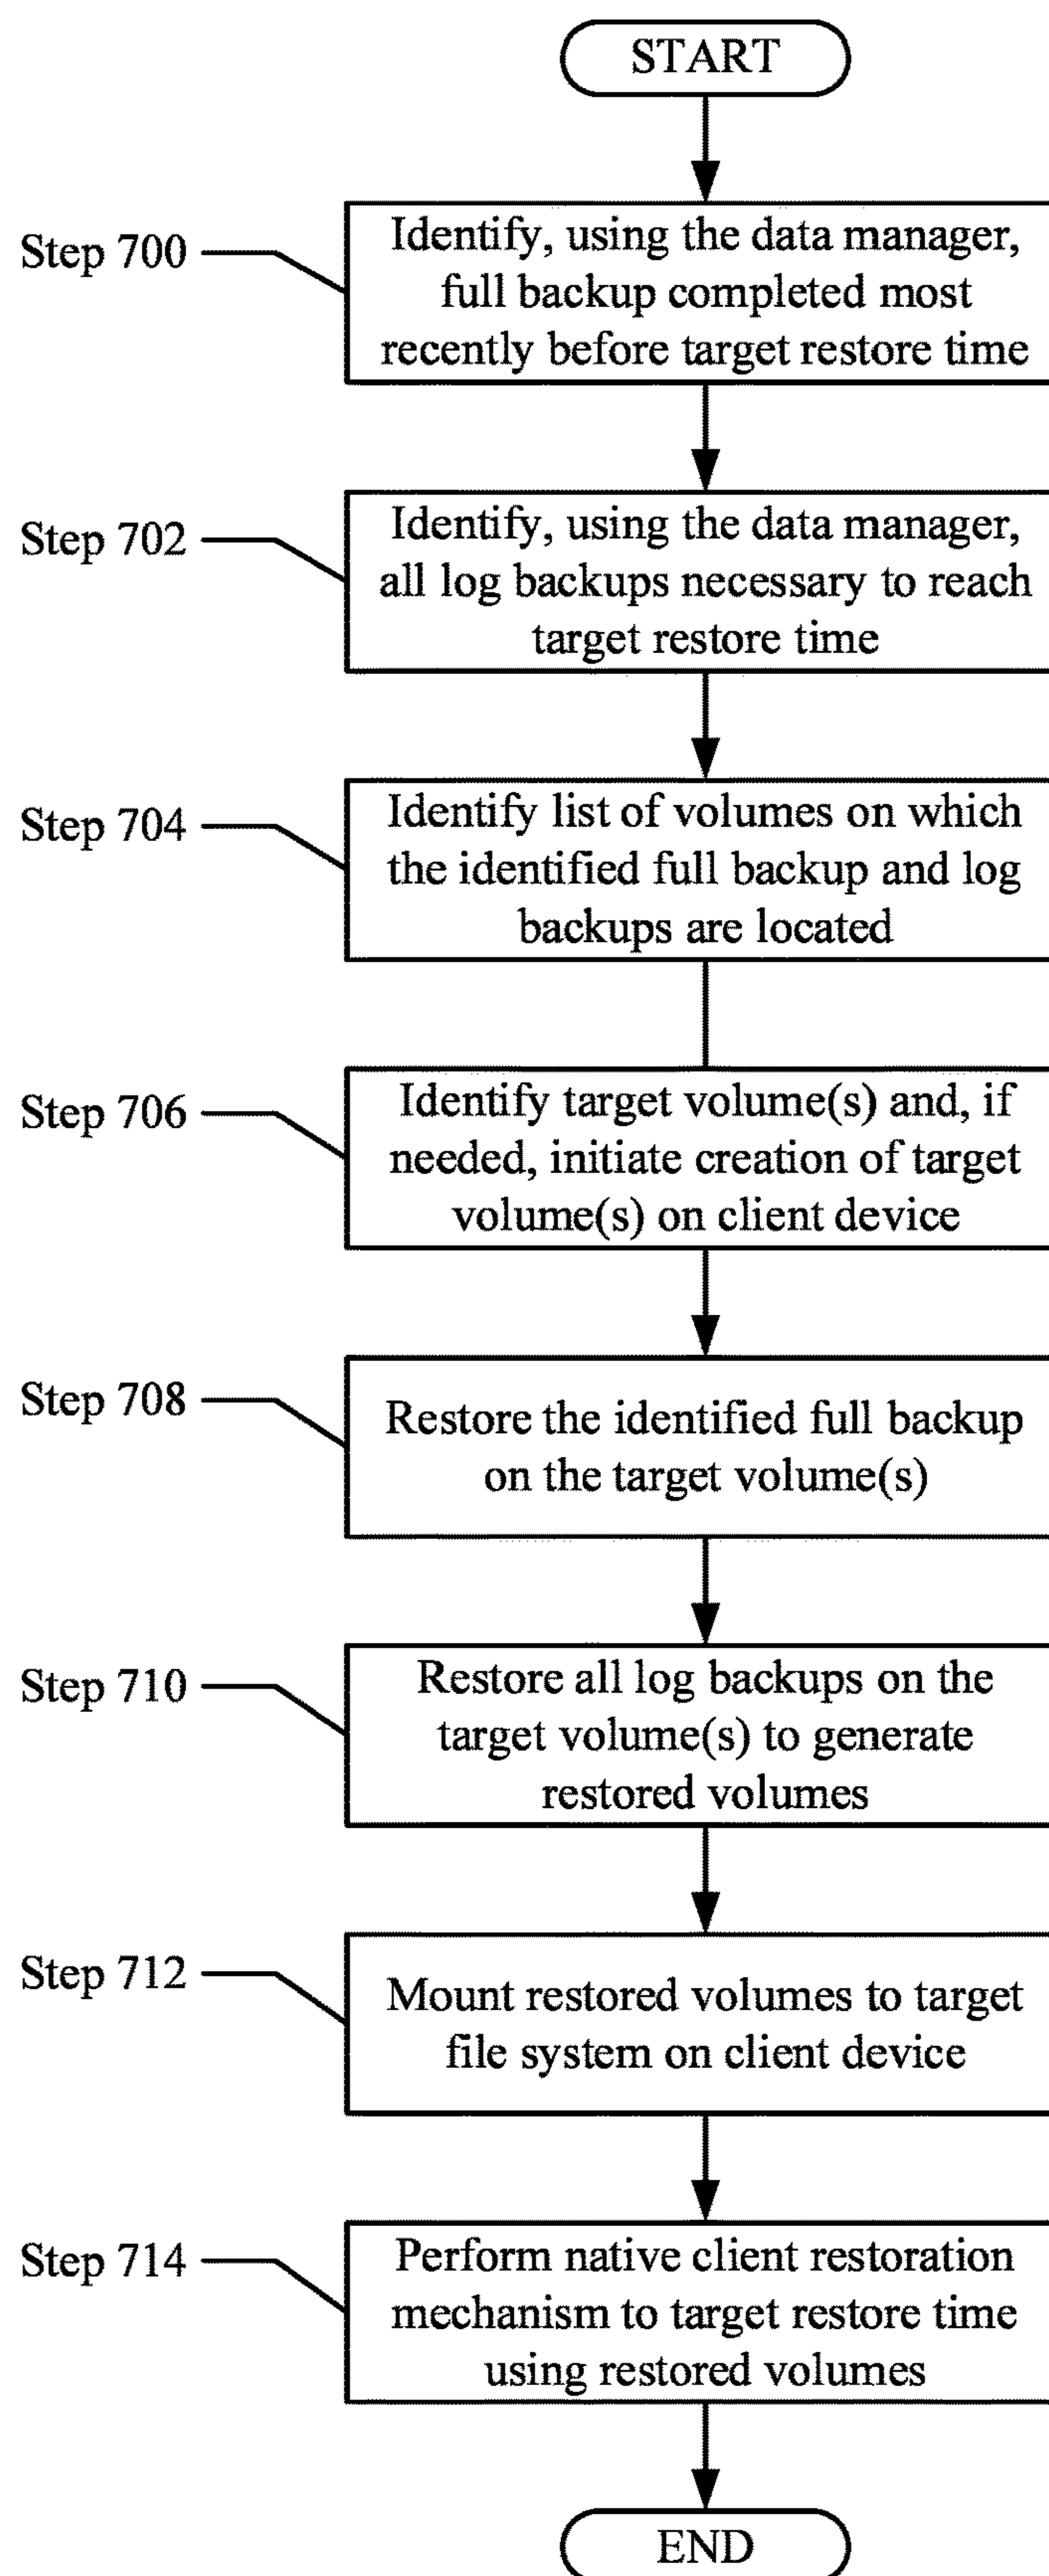 START
Step 700
Identify, using the data manager,
full backup completed most
recently before target restore time
Step 702
Identify, using the data manager,
all log backups necessary to reach
target restore time
Step 704
Identify list of volumes on which
the identified full backup and log
backups are located
Step 706
Identify target volume(s) and, if
needed, initiate creation of target
volume(s) on client device
Step 708
Restore the identified full backup
on the target volume(s)
Step 710
Restore all log backups on the
target volume(s) to generate
restored volumes
Step 712
Mount restored volumes to target
file system on client device
Step 714
Perform native client restoration
mechanism to target restore time
using restored volumes
END